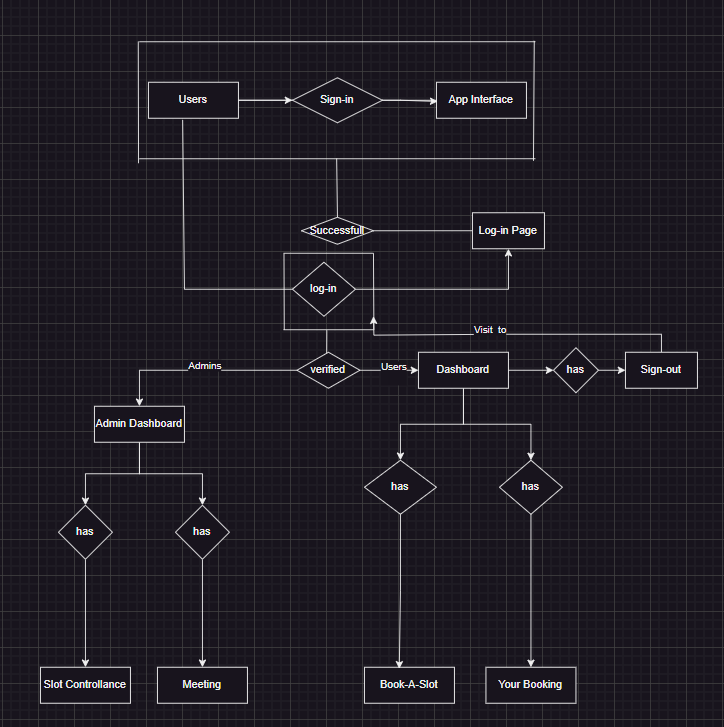 Users
Sign-in
App Interface
Successfull
Log-in Page
log-in
Visit to
Admins
verified
Users
Dashboard
has
Sign-out
Admin Dashboard
has
has
has
has
Slot Controllance
Meeting
Book-A-Slot
Your Booking